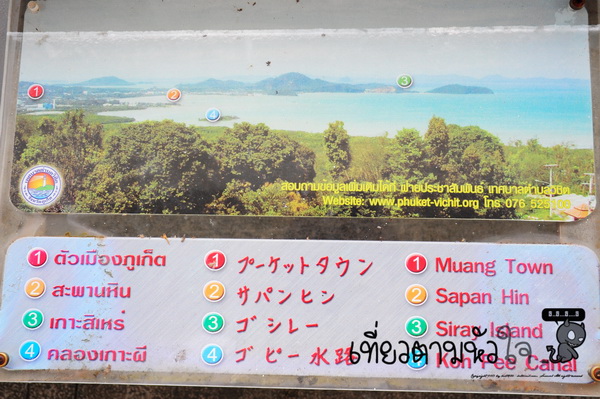 1 2 3 4
สอบถามข้อมูลเพิ่มเติมได้ที่ ฝ่ายประชาสัมพันธ์ เทศบาลตำบลวิชิต
Website: www.phuket-vichit.org โทร. 076 525100
1 ตัวเมืองภูเก็ต
2 สะพานหิน
3 เกาะสิเหร่
4 คลองเกาะผี
1 プーケットタウン
2 サパンヒン
3 ゴシレー
4 ゴピー水路
1 Muang Town
2 Sapan Hin
3 Siray Island
4 Koh Pee Canal
เที่ยวตามหัวใจ